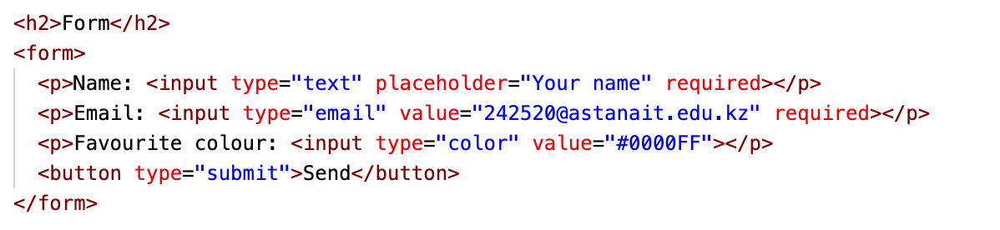 <h2>Form</h2>
<form>
<p>Name: <input type="text" placeholder="Your name" required></p>
<p>Email: <input type="email" value="242520@astanait.edu.kz" required></p>
<p>Favourite colour: <input type="color" value="#0000FF"></p>
<button type="submit">Send</button>
</form>